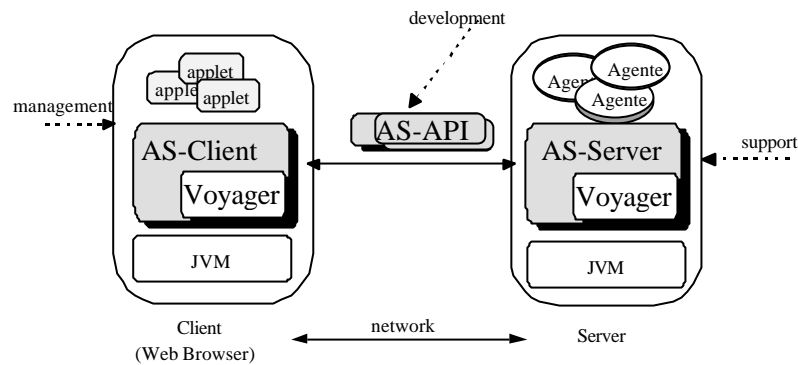 development
applet
applet
applet
management
Agente
Agente
Agente
AS-API
AS-Client
AS-Server
support
Voyager
Voyager
JVM
JVM
Client
(Web Browser)
network
Server